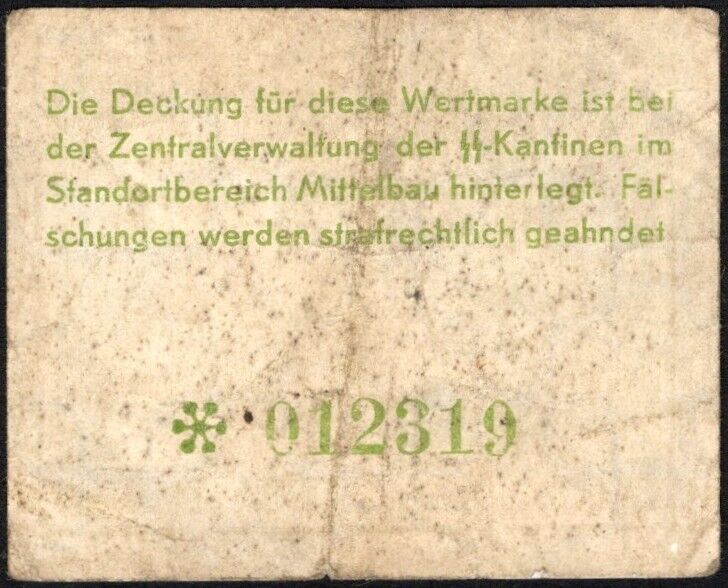 Die Deckung für diese Wertmarke ist bei
der Zentralverwaltung der ᛋᛋ-Kantinen im
Standortbereich Mittelbau hinterlegt. Fäl-
schungen werden strafrechtlich geahndet
* 012319